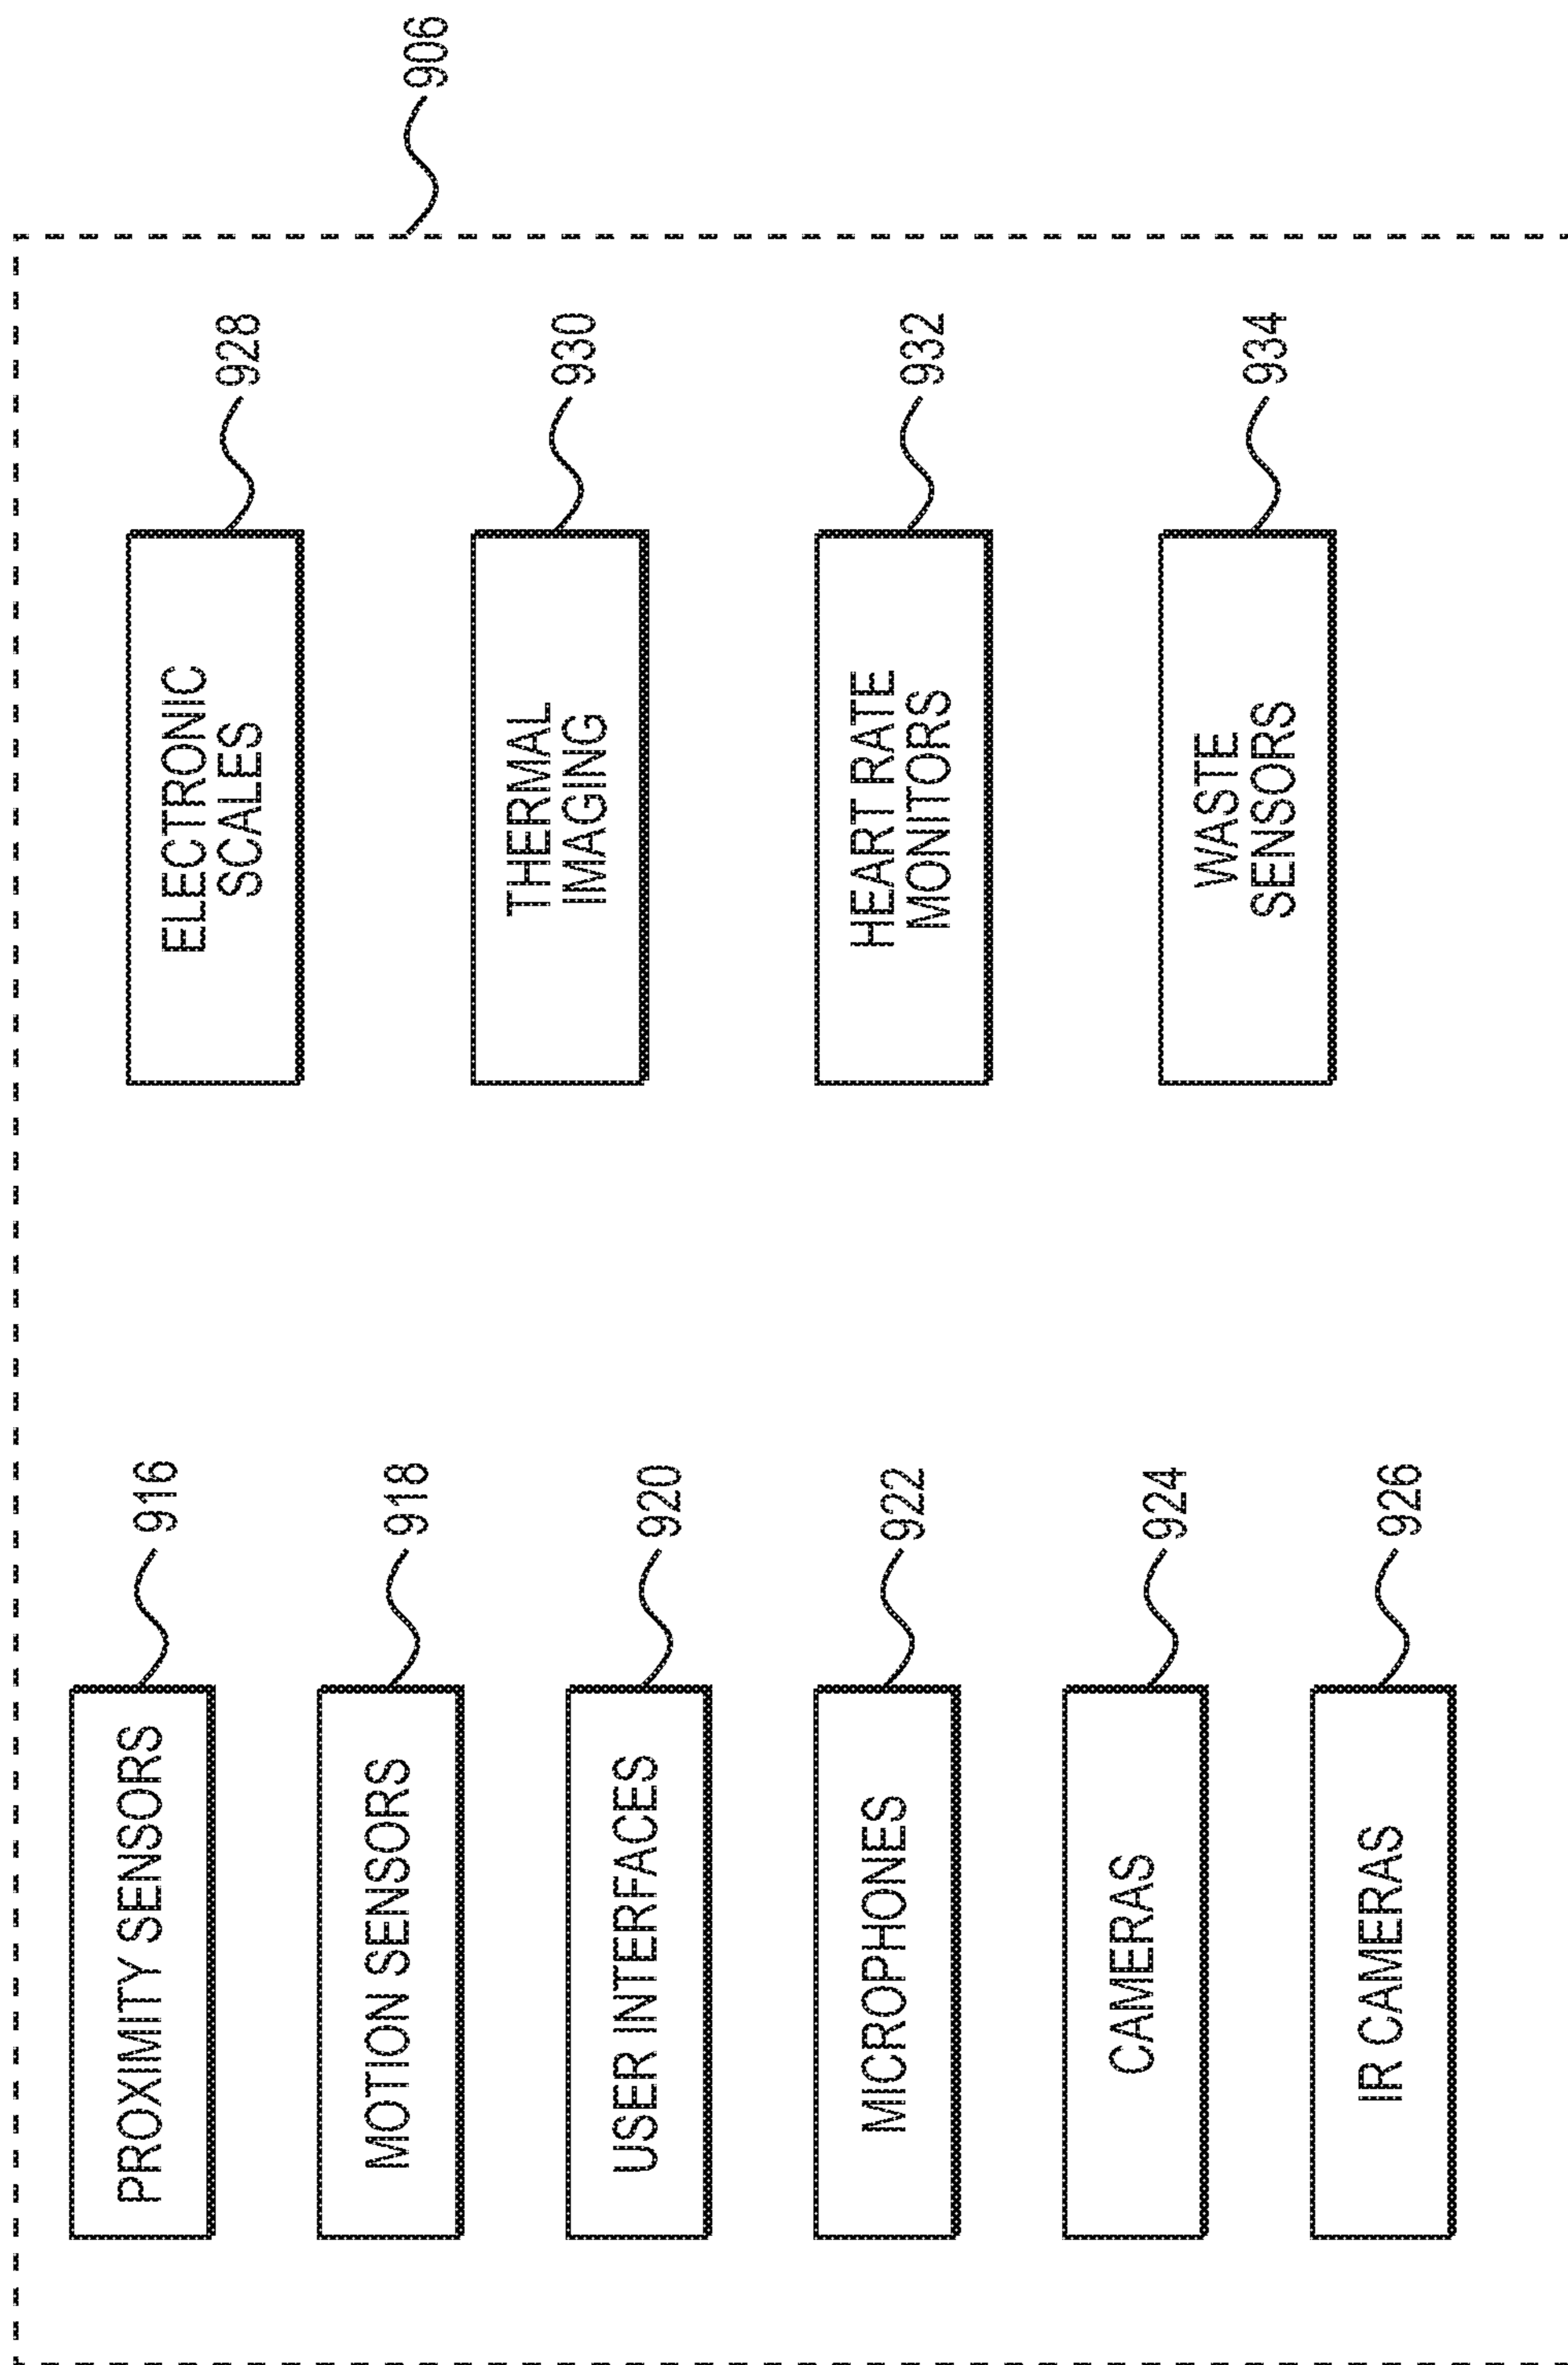 906
PROXIMITY SENSORS
916
MOTION SENSORS
918
USER INTERFACES
920
MICROPHONES
922
CAMERAS
924
IR CAMERAS
926
ELECTRONIC
SCALES
928
THERMAL
IMAGING
930
HEART RATE
MONITORS
932
WASTE
SENSORS
934